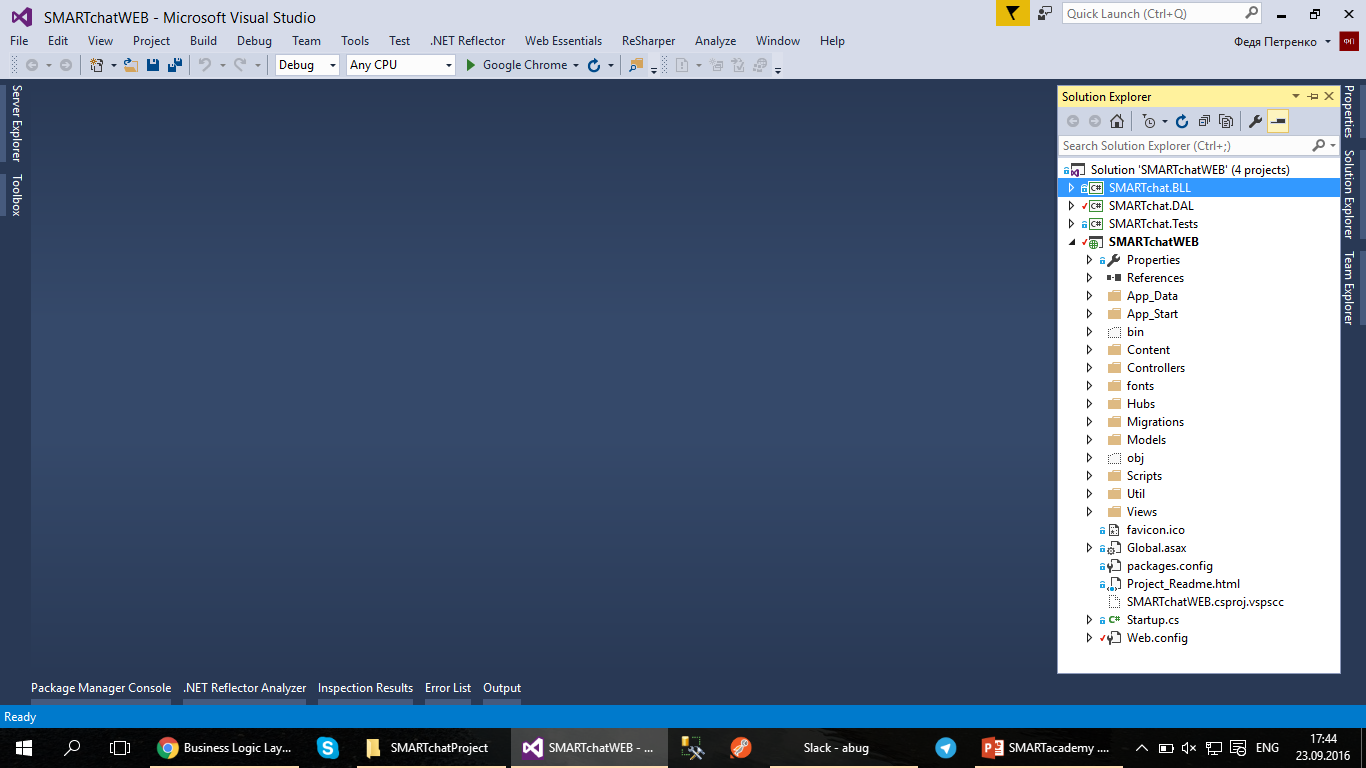 SMARTchatWEB - Microsoft Visual Studio
Quick Launch (Ctrl+Q)
File Edit View Project Build Debug Team Tools Test .NET Reflector Web Essentials ReSharper Analyze Window Help
Федя Петренко
ФП
Debug Any CPU Google Chrome
Server Explorer
Toolbox
Solution Explorer
Search Solution Explorer (Ctrl+;)
Solution 'SMARTchatWEB' (4 projects)
C# SMARTchat.BLL
C# SMARTchat.DAL
C# SMARTchat.Tests
SMARTchatWEB
Properties
References
App_Data
App_Start
bin
Content
Controllers
fonts
Hubs
Migrations
Models
obj
Scripts
Util
Views
favicon.ico
Global.asax
packages.config
Project_Readme.html
SMARTchatWEB.csproj.vspscc
C# Startup.cs
Web.config
Properties
Solution Explorer
Team Explorer
Package Manager Console .NET Reflector Analyzer Inspection Results Error List Output
Ready
Business Logic Lay... SMARTchatProject SMARTchatWEB - ... Slack - abug SMARTacademy .... ENG 17:44
23.09.2016